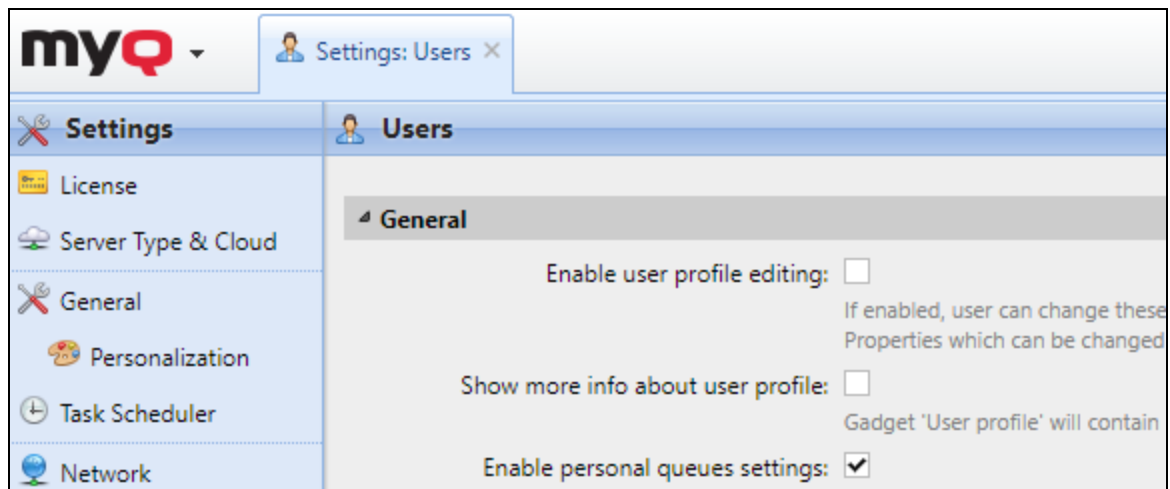 myQ
Settings: Users
Settings
Users
License
Server Type & Cloud
General
Personalization
Task Scheduler
Network
General
Enable user profile editing:
If enabled, user can change these
Properties which can be changed
Show more info about user profile:
Gadget 'User profile' will contain
Enable personal queues settings: